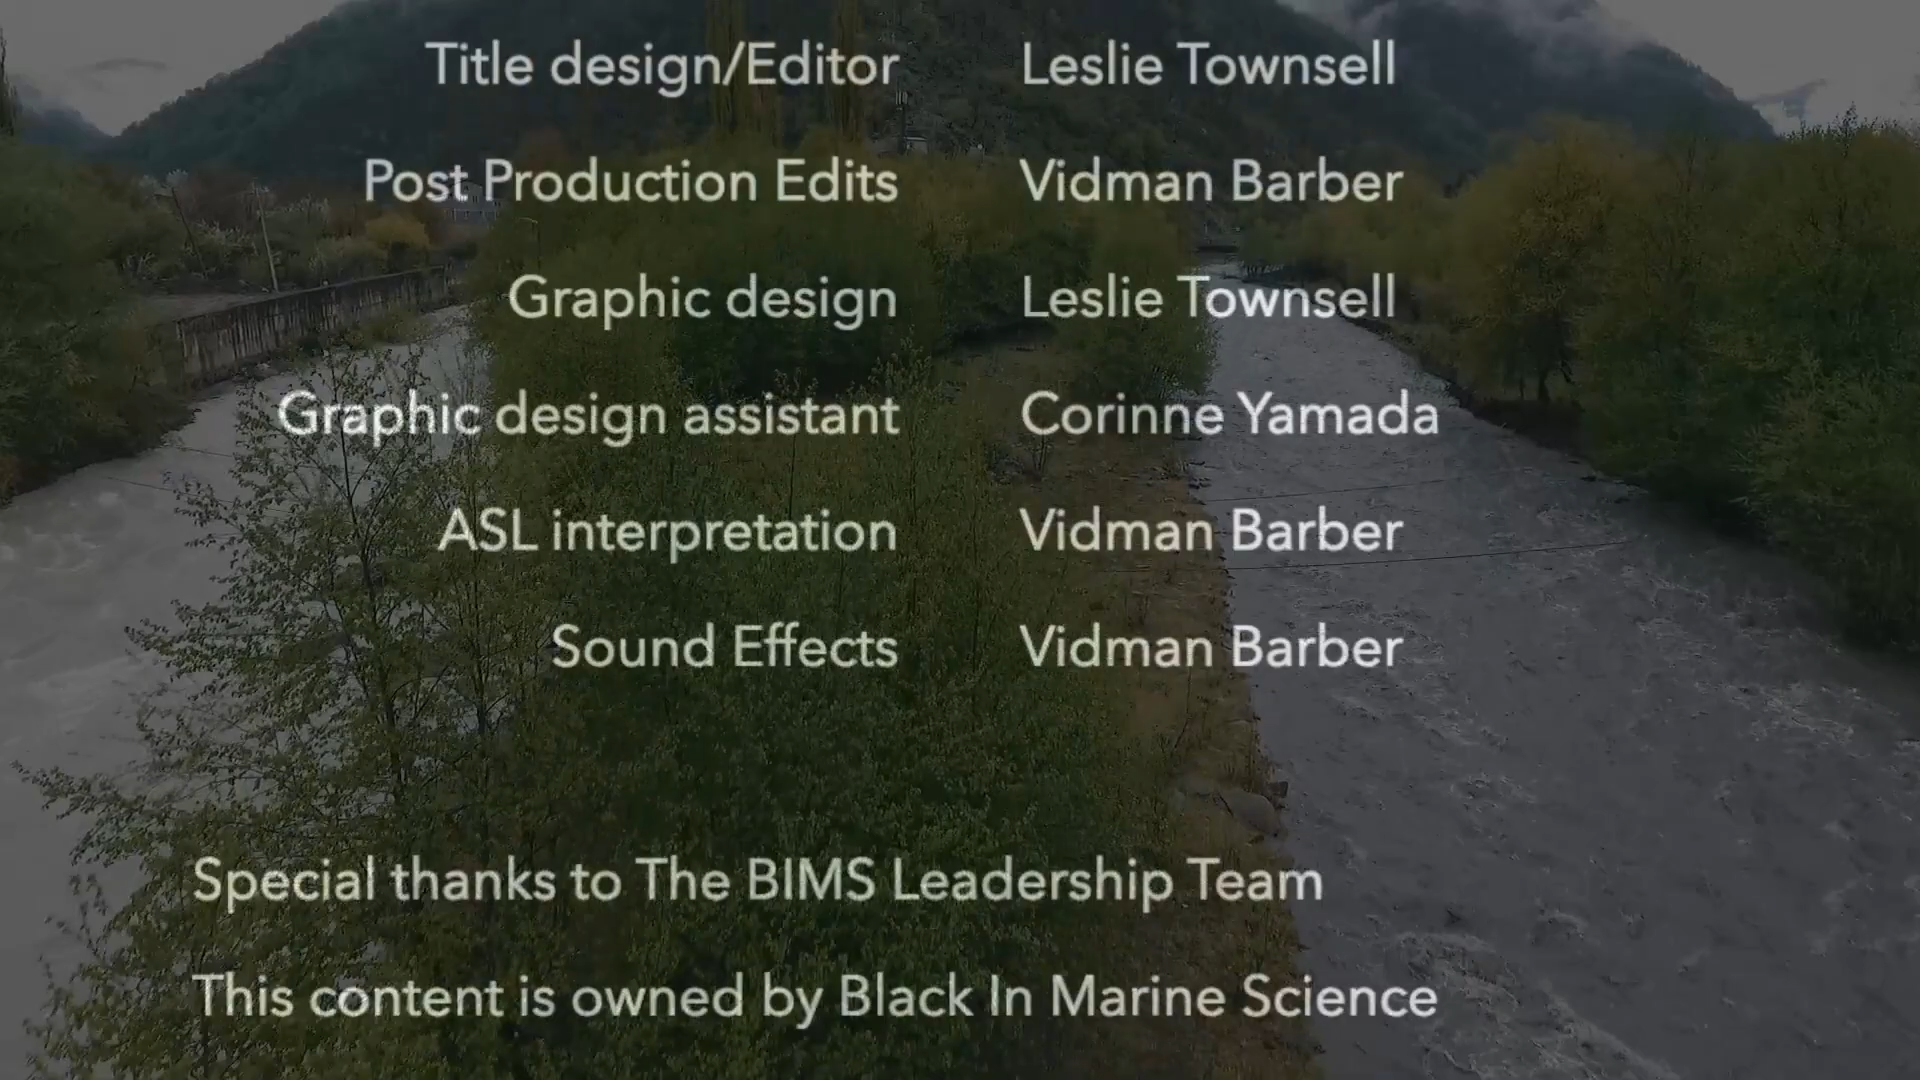 Title design/Editor Leslie Townsell
Post Production Edits Vidman Barber
Graphic design Leslie Townsell
Graphic design assistant Corinne Yamada
ASL interpretation Vidman Barber
Sound Effects Vidman Barber
Special thanks to The BIMS Leadership Team
This content is owned by Black In Marine Science